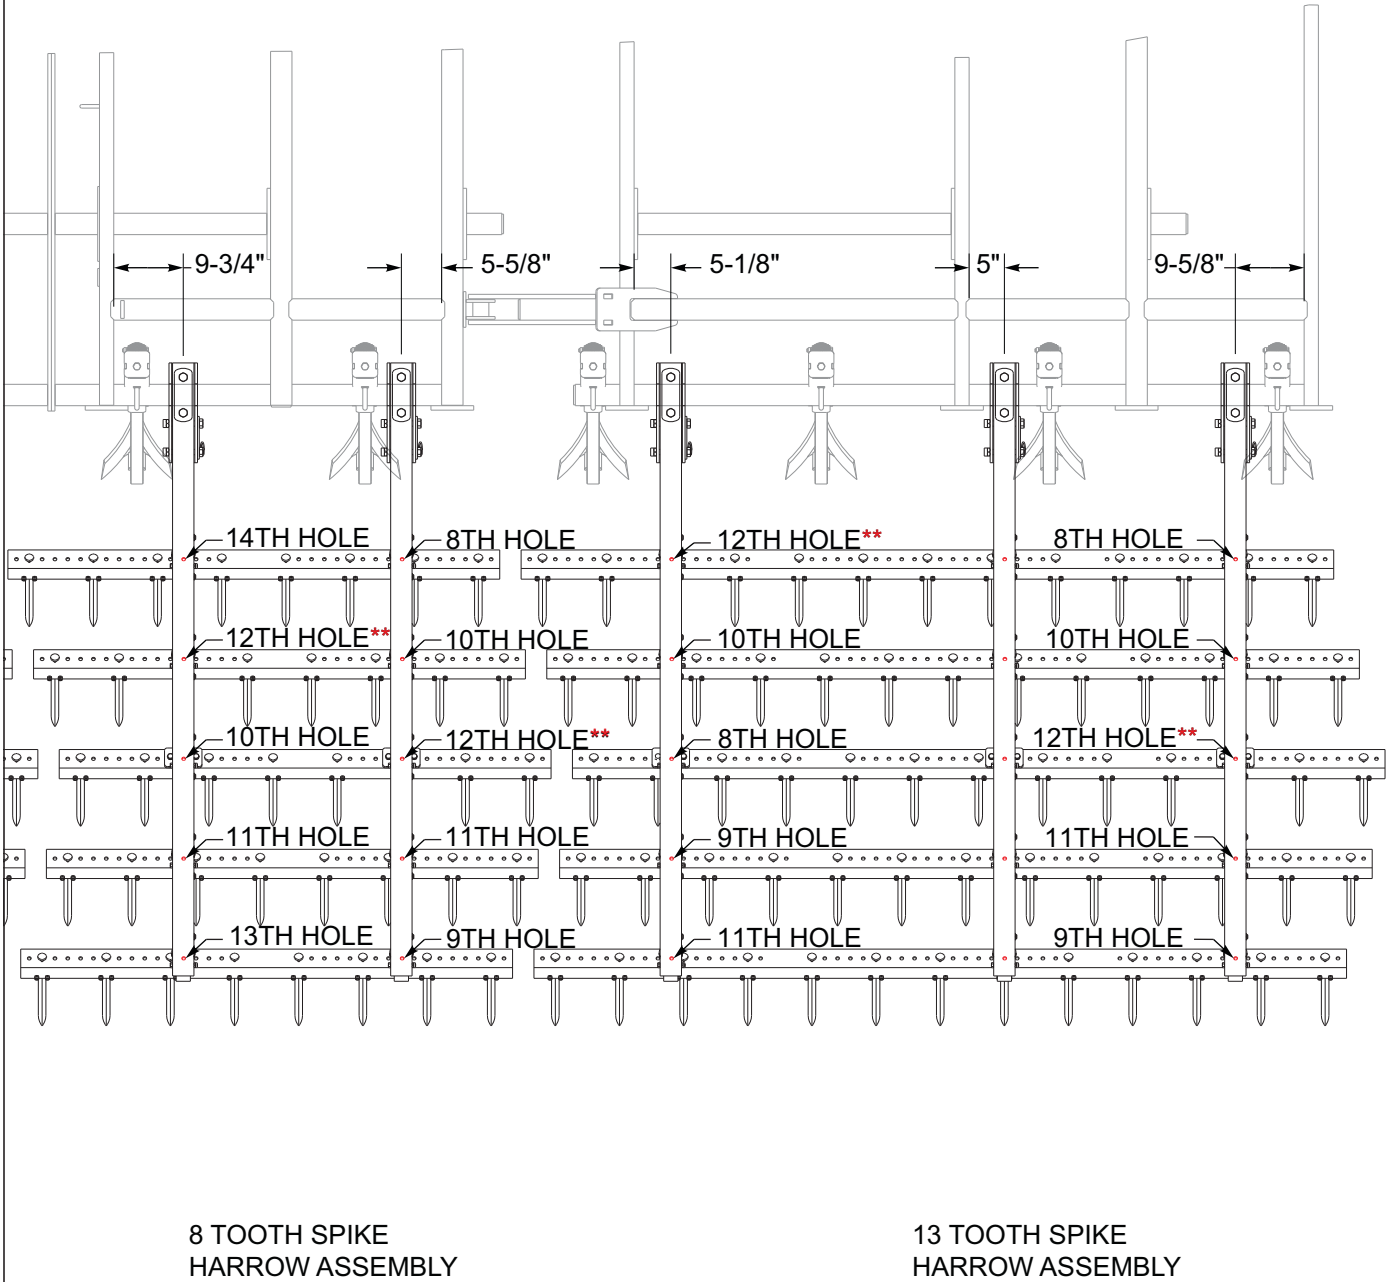 9-3/4"
5-5/8"
5-1/8"
5"
9-5/8"
14TH HOLE
8TH HOLE
12TH HOLE**
8TH HOLE
12TH HOLE**
10TH HOLE
10TH HOLE
10TH HOLE
10TH HOLE
12TH HOLE**
8TH HOLE
12TH HOLE**
11TH HOLE
11TH HOLE
9TH HOLE
11TH HOLE
13TH HOLE
9TH HOLE
11TH HOLE
9TH HOLE
8 TOOTH SPIKE
HARROW ASSEMBLY
13 TOOTH SPIKE
HARROW ASSEMBLY